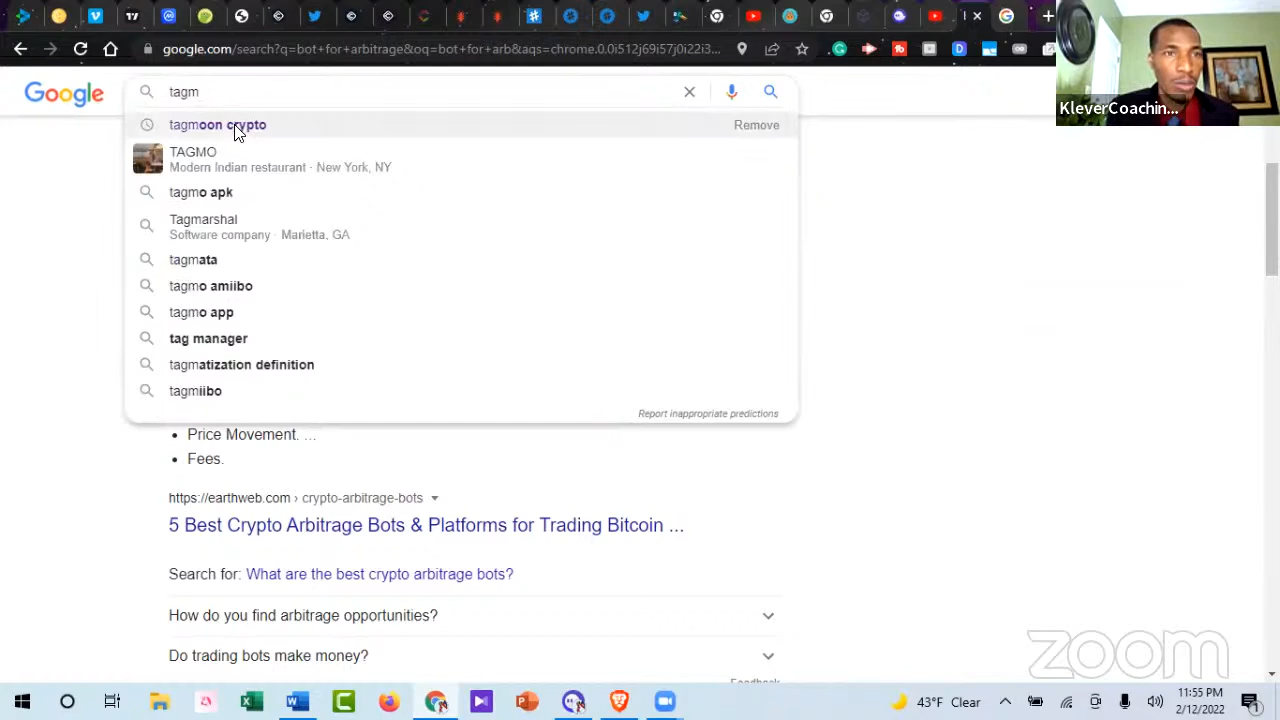 google.com/search?q=bot+for+arbitrage&oq=bot+for+arb&aqs=chrome.0.0i512j69i57j0i22i3...
KleverCoachin...
Google
tagm
tagmoon crypto
Remove
TAGMO
Modern Indian restaurant · New York, NY
tagmo apk
Tagmarshal
Software company · Marietta, GA
tagmata
tagmo amiibo
tagmo app
tag manager
tagmatization definition
tagmiibo
Report inappropriate predictions
• Price Movement. ...
• Fees.
https://earthweb.com › crypto-arbitrage-bots
5 Best Crypto Arbitrage Bots & Platforms for Trading Bitcoin ...
Search for: What are the best crypto arbitrage bots?
How do you find arbitrage opportunities?
Do trading bots make money?
Feedback
zoom
43°F Clear
11:55 PM
2/12/2022